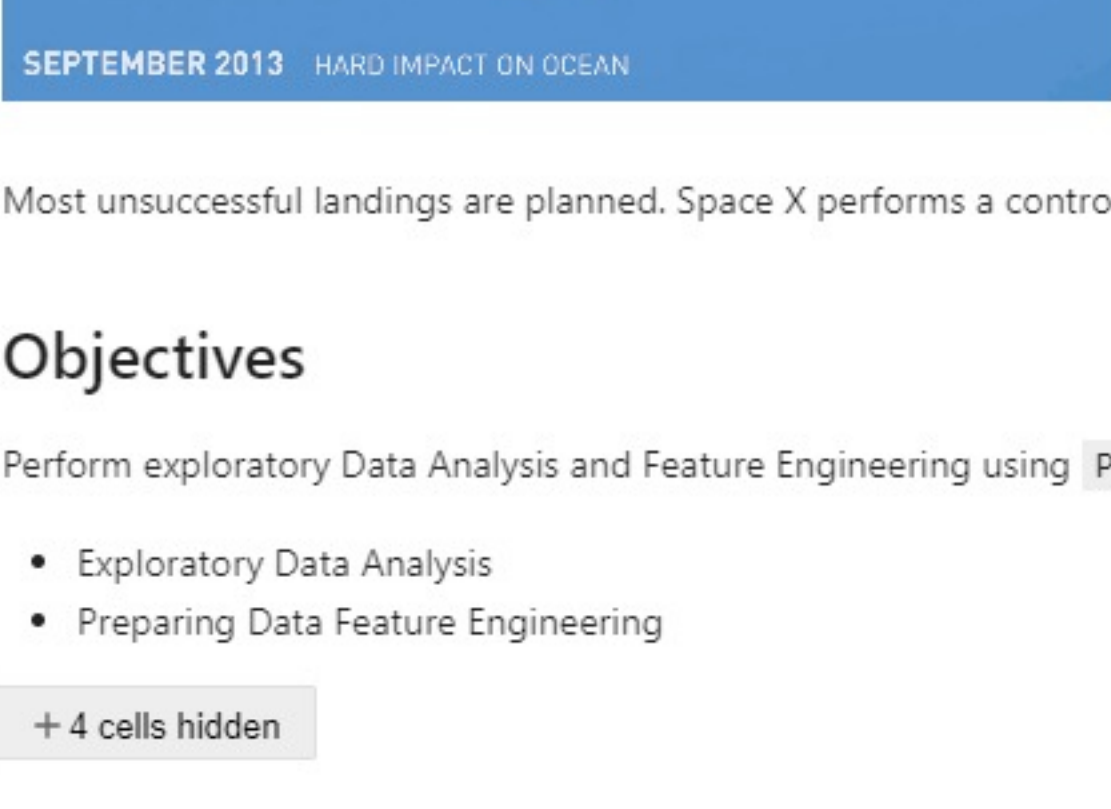 SEPTEMBER 2013 HARD IMPACT ON OCEAN
Most unsuccessful landings are planned. Space X performs a contro
Objectives
Perform exploratory Data Analysis and Feature Engineering using P
• Exploratory Data Analysis
• Preparing Data Feature Engineering
+ 4 cells hidden